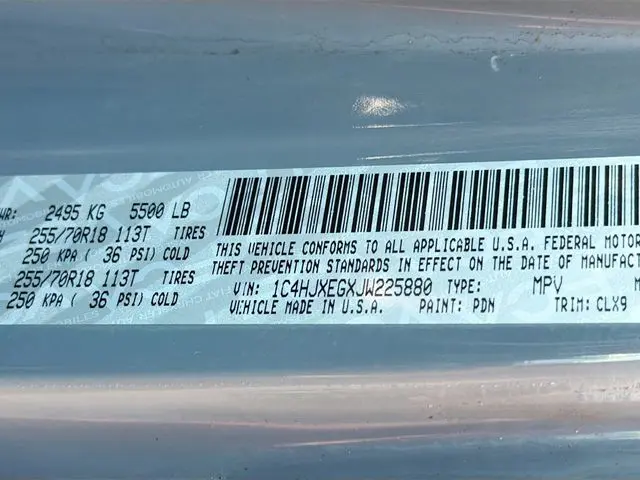 WR: 2495 KG 5500 LB
H 255/70R18 113T TIRES
250 KPA ( 36 PSI) COLD
255/70R18 113T TIRES
250 KPA ( 36 PSI) COLD
THIS VEHICLE CONFORMS TO ALL APPLICABLE U.S.A. FEDERAL MOTOR
THEFT PREVENTION STANDARDS IN EFFECT ON THE DATE OF MANUFACT
VIN: 1C4HJXEGXJW225880 TYPE: MPV M
VEHICLE MADE IN U.S.A. PAINT: PDN TRIM: CLX9